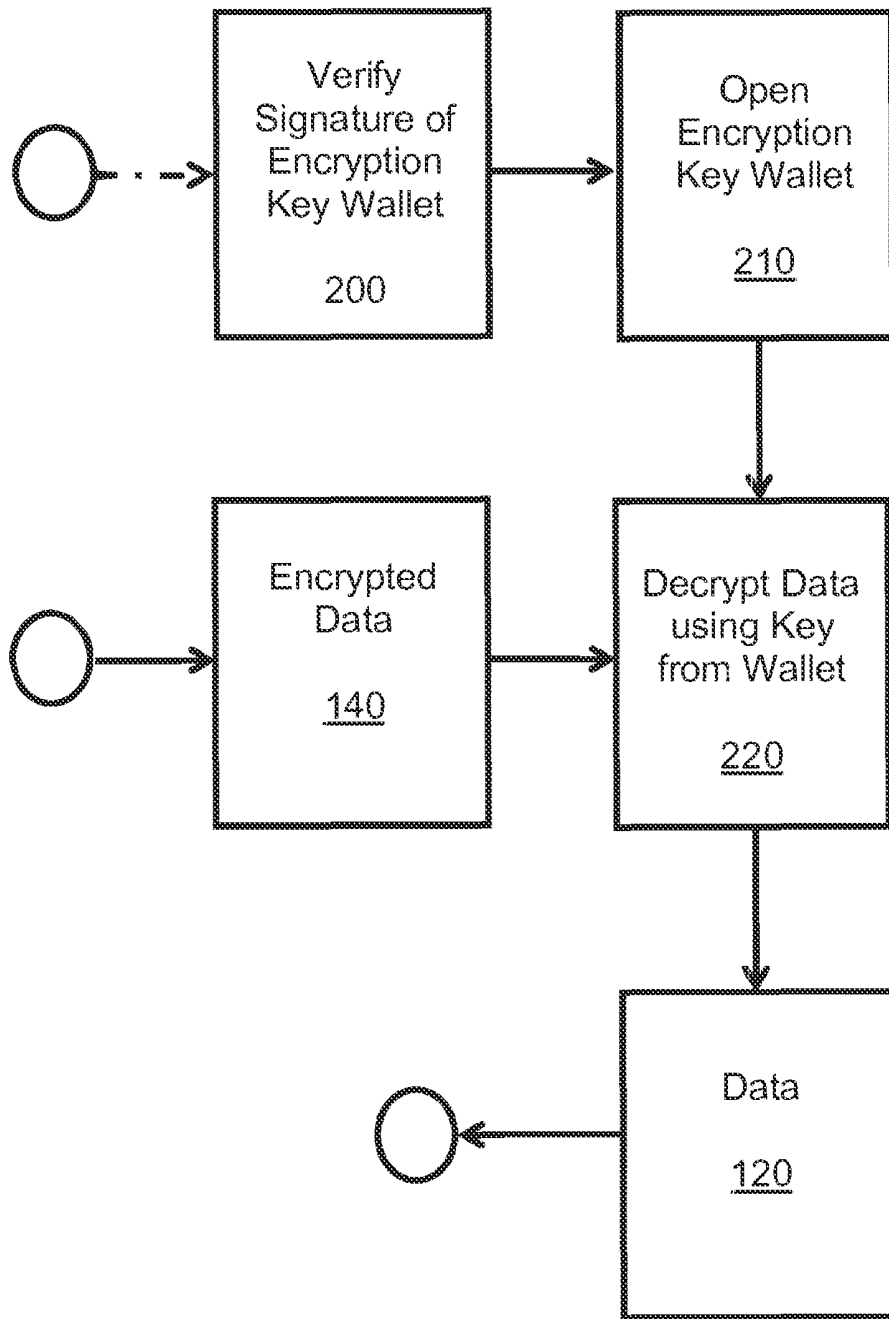 Verify
Signature of
Encryption
Key Wallet
200
Open
Encryption
Key Wallet
210
Encrypted
Data
140
Decrypt Data
using Key
from Wallet
220
Data
120